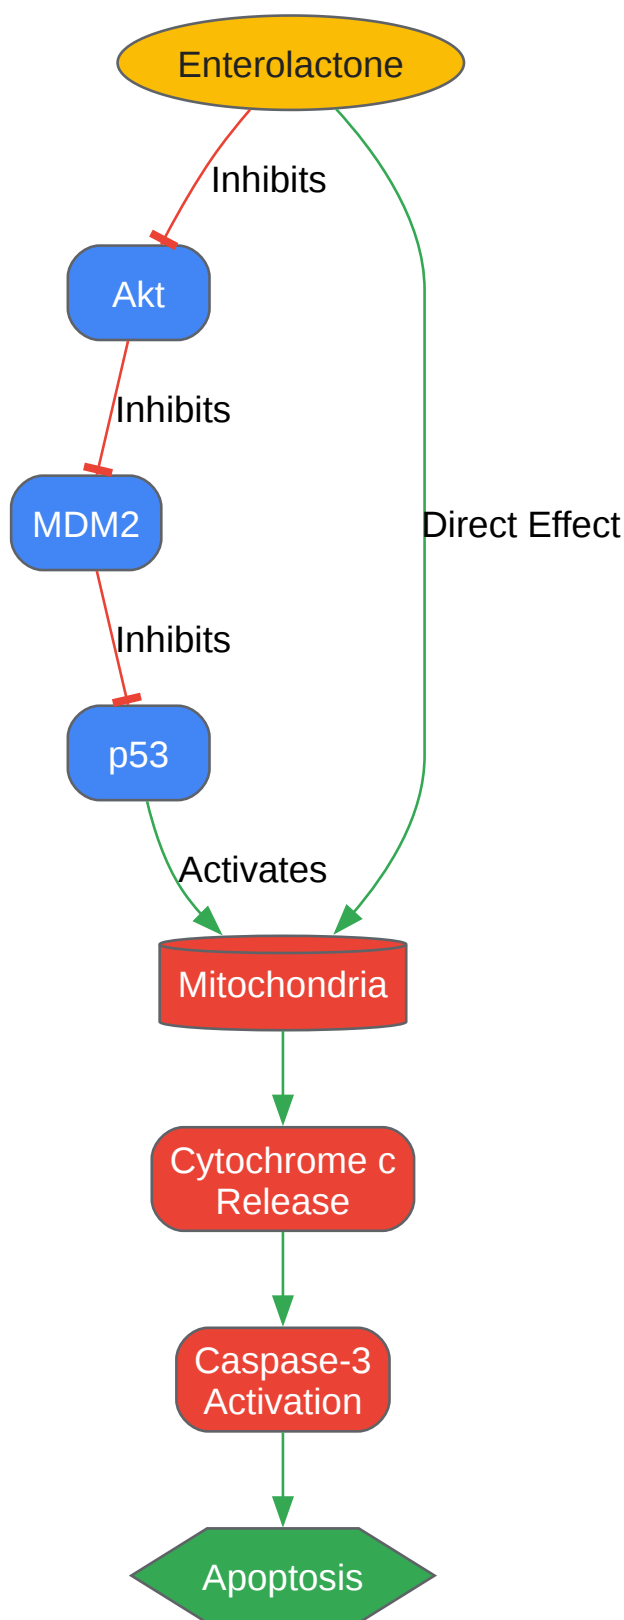 Enterolactone
Inhibits
Akt
Inhibits
MDM2
Direct Effect
Inhibits
p53
Activates
Mitochondria
Cytochrome c
Release
Caspase-3
Activation
Apoptosis